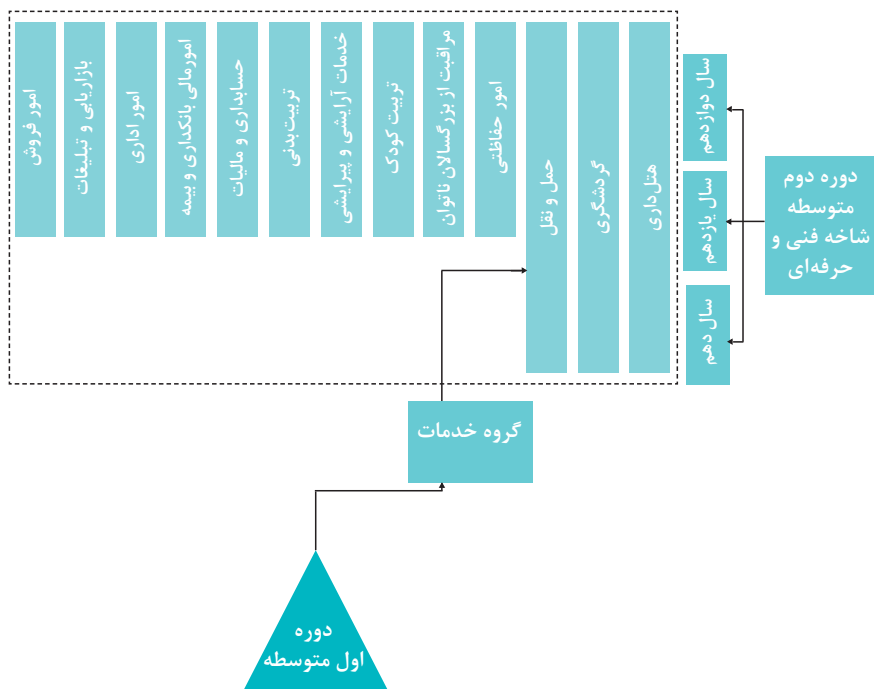 دوره دوم
متوسطه
شاخه فنی و
حرفه‌ای
سال دوازدهم
سال یازدهم
سال دهم
هتل‌داری
گردشگری
حمل و نقل
امور حفاظتی
مراقبت از بزرگسالان ناتوان
تربیت کودک
خدمات آرایشی و پیرایشی
تربیت‌بدنی
حسابداری و مالیات
امورمالی بانکداری و بیمه
امور اداری
بازاریابی و تبلیغات
امور فروش
گروه خدمات
دوره
اول متوسطه